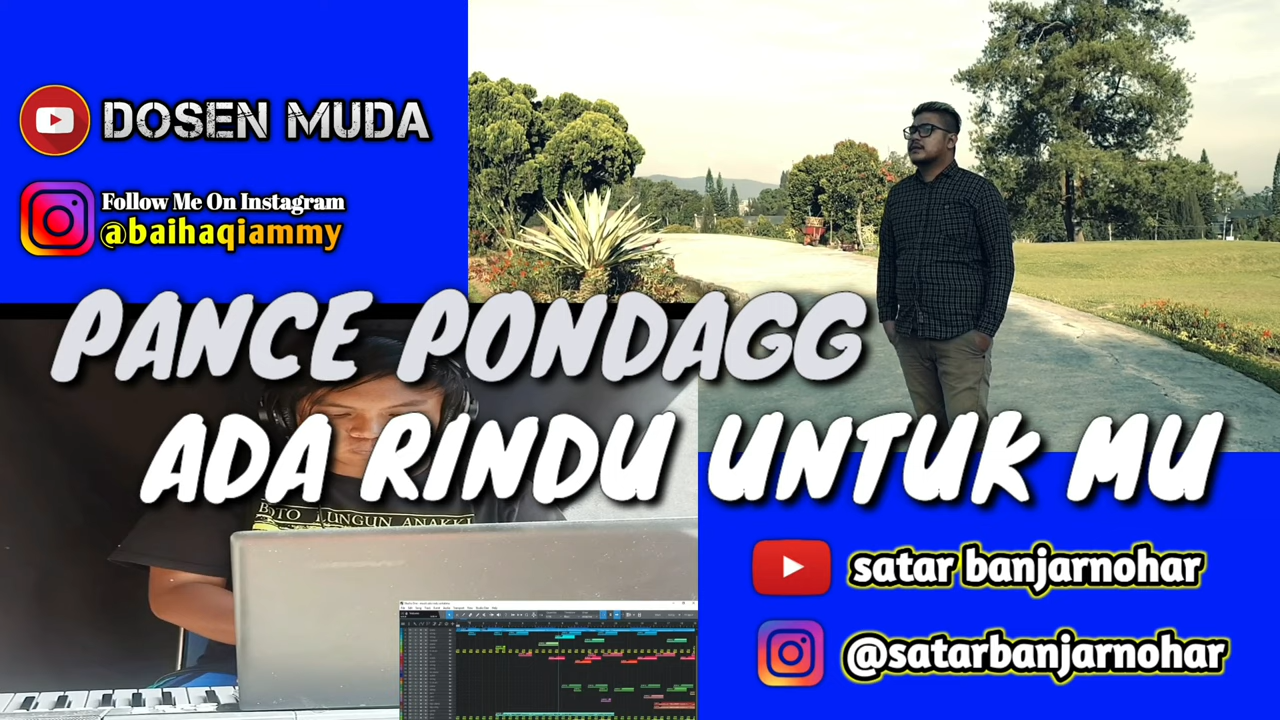 DOSEN MUDA
Follow Me On Instagram
@baihaqiammy
PANCE PONDAGG
ADA RINDU UNTUK MU
satar banjarnohar
@satarbanjarnohar